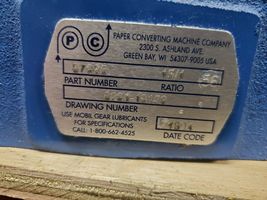 PC
PAPER CONVERTING MACHINE COMPANY
2300 S. ASHLAND AVE.
GREEN BAY, WI 54307-9005 USA
PART NUMBER RATIO
DRAWING NUMBER
USE MOBIL GEAR LUBRICANTS
FOR SPECIFICATIONS
CALL: 1-800-662-4525
DATE CODE